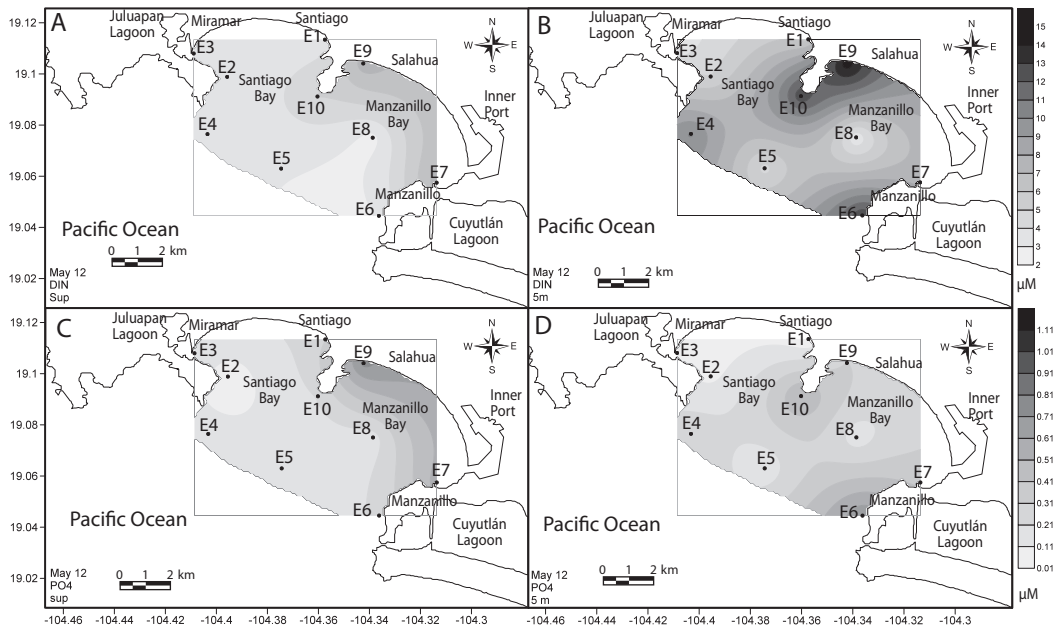 A
Juluapan
Lagoon
Miramar
Santiago
E1
E3
E2
E9
Salahua
N
W
E
S
Santiago
Bay
E10
Manzanillo
Bay
Inner
Port
E4
E8
E5
E7
Manzanillo
E6
Pacific Ocean
Cuyutlán
Lagoon
0 1 2 km
May 12
DIN
Sup
B
Juluapan
Lagoon
Miramar
Santiago
E1
E3
E2
E9
Salahua
N
W
E
S
Santiago
Bay
E10
Manzanillo
Bay
Inner
Port
E4
E8
E5
E7
Manzanillo
E6
Pacific Ocean
Cuyutlán
Lagoon
0 1 2 km
May 12
DIN
5m
15
14
13
12
11
10
9
8
7
6
5
4
3
2
µM
C
Juluapan
Lagoon
Miramar
Santiago
E1
E3
E2
E9
Salahua
N
W
E
S
Santiago
Bay
E10
Manzanillo
Bay
Inner
Port
E4
E8
E5
E7
Manzanillo
E6
Pacific Ocean
Cuyutlán
Lagoon
0 1 2 km
May 12
PO4
sup
D
Juluapan
Lagoon
Miramar
Santiago
E1
E3
E2
E9
Salahua
N
W
E
S
Santiago
Bay
E10
Manzanillo
Bay
Inner
Port
E4
E8
E5
E7
Manzanillo
E6
Pacific Ocean
Cuyutlán
Lagoon
0 1 2 km
May 12
PO4
5 m
1.11
1.01
0.91
0.81
0.71
0.61
0.51
0.41
0.31
0.21
0.11
0.01
µM
19.12
19.1
19.08
19.06
19.04
19.02
19.12
19.1
19.08
19.06
19.04
19.02
-104.46 -104.44 -104.42 -104.4 -104.38 -104.36 -104.34 -104.32 -104.3
-104.46 -104.44 -104.42 -104.4 -104.38 -104.36 -104.34 -104.32 -104.3